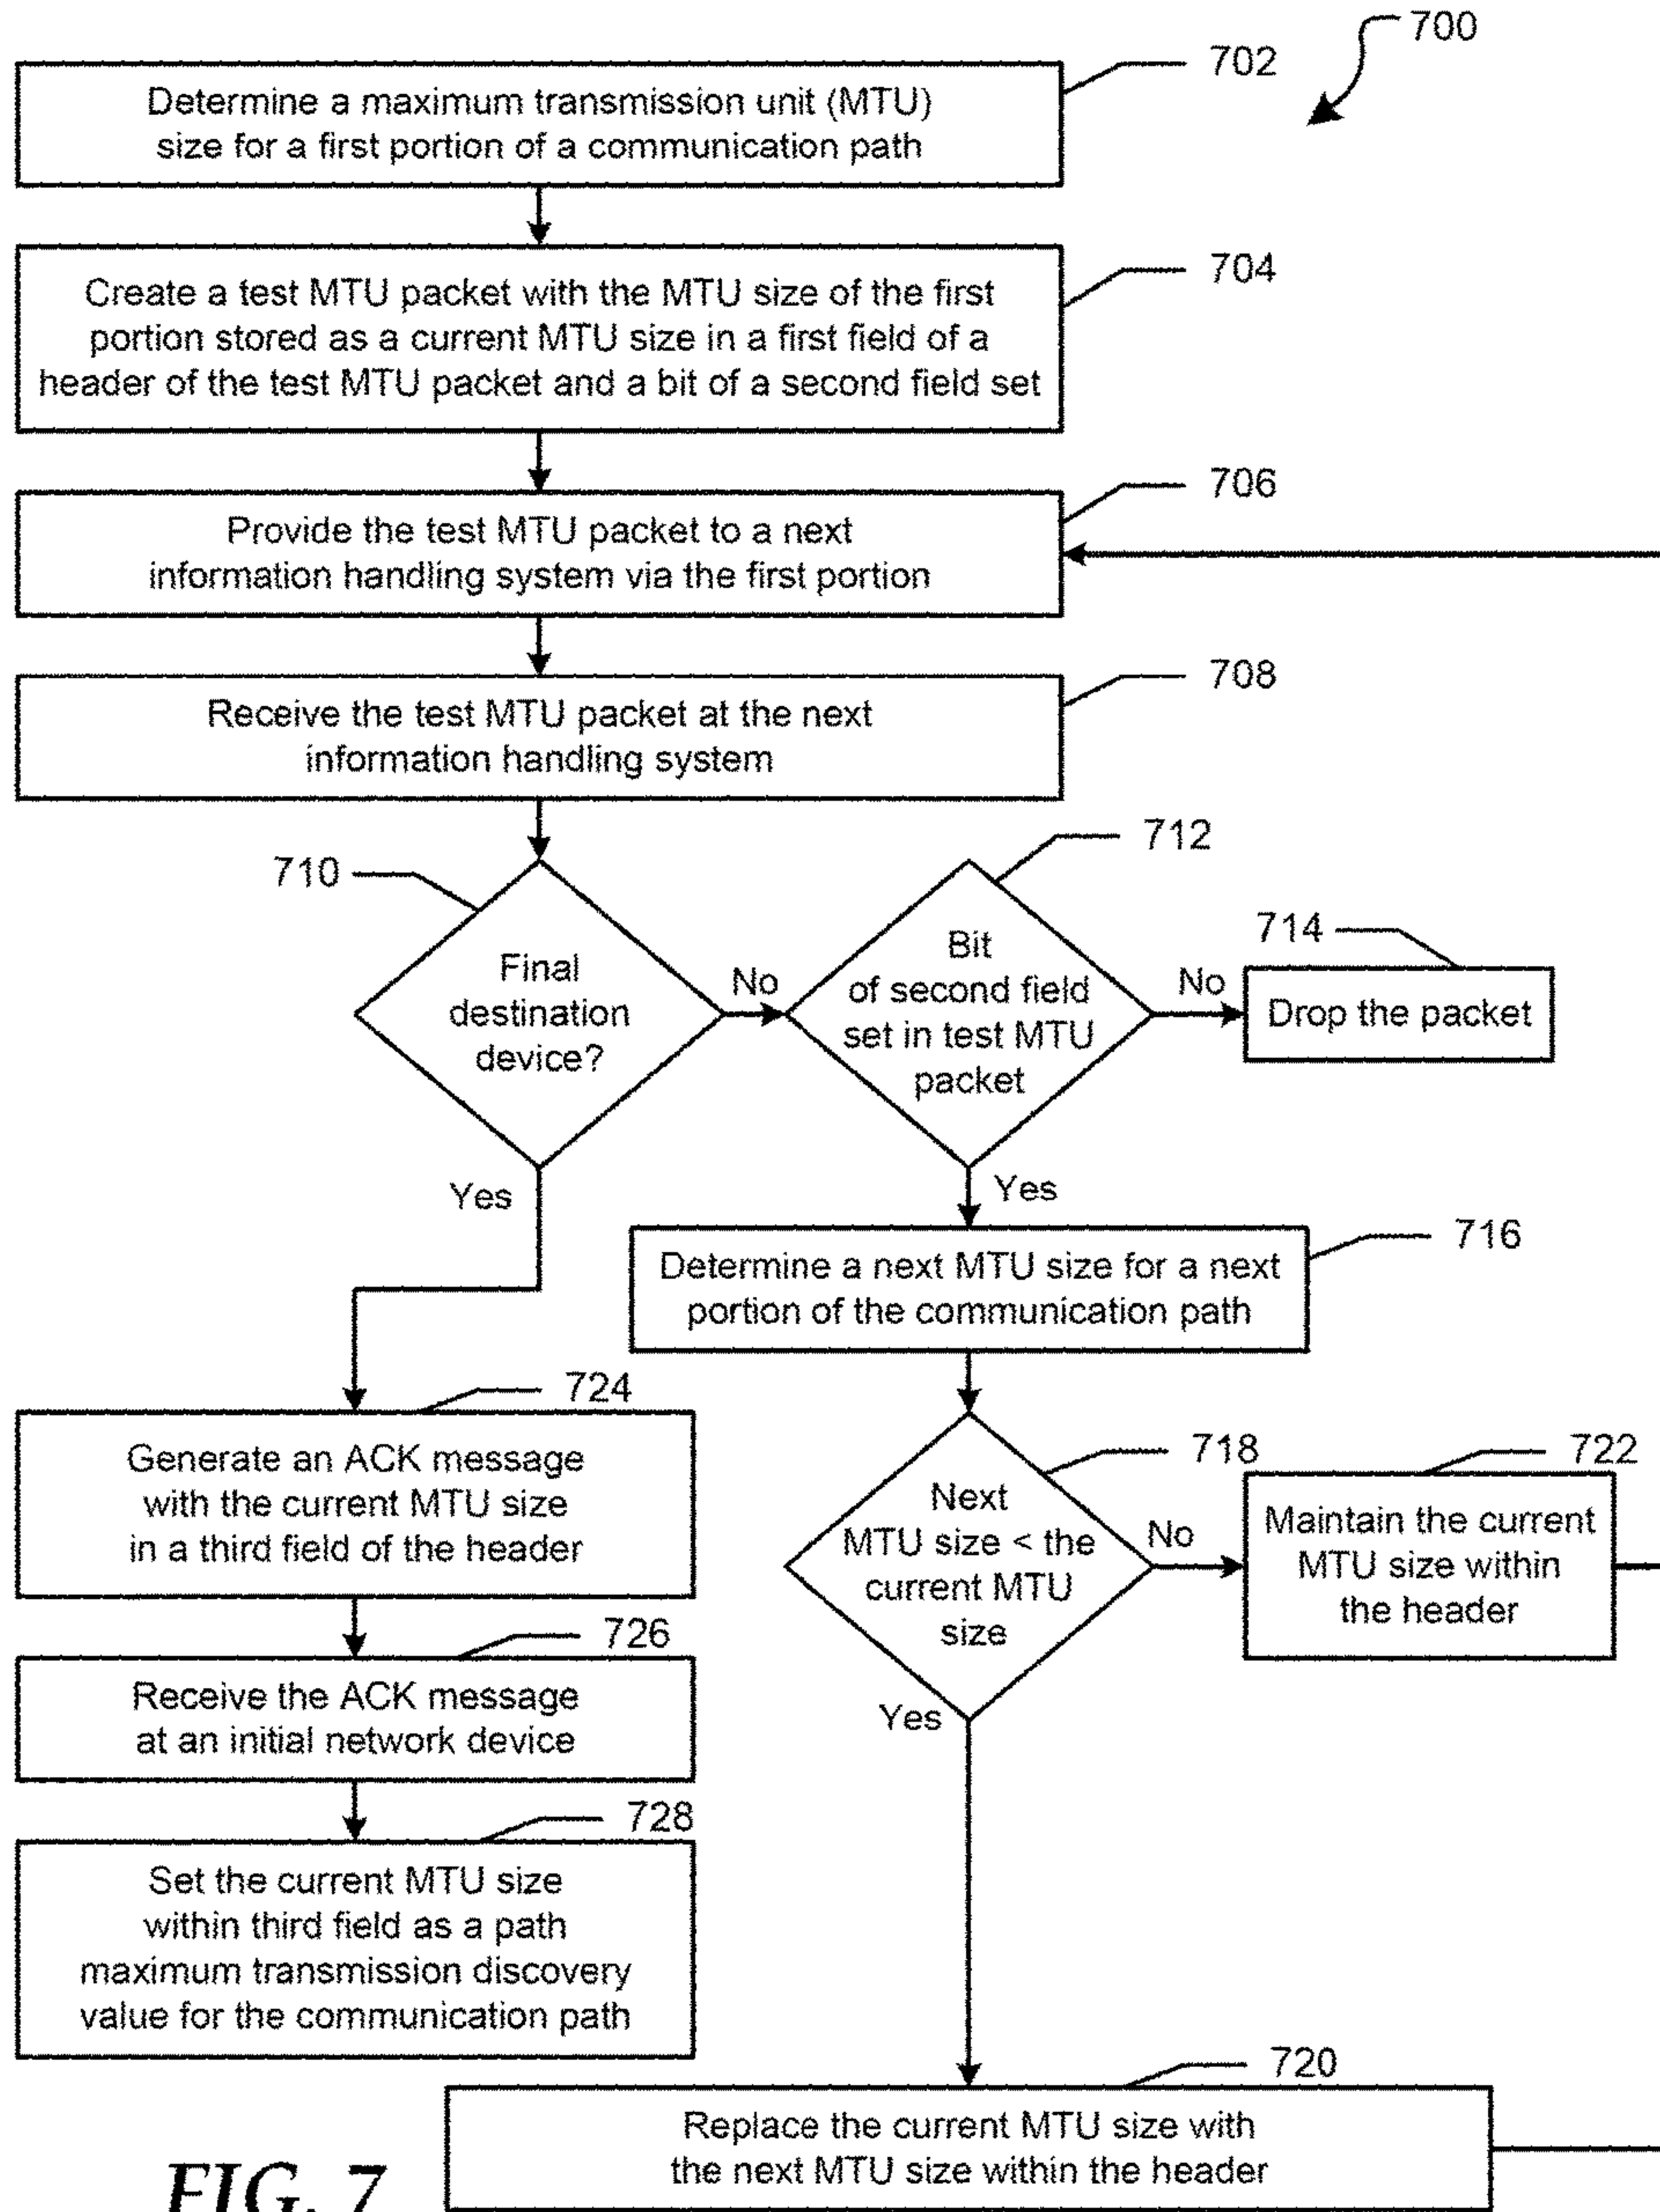 700
702
Determine a maximum transmission unit (MTU)
size for a first portion of a communication path
704
Create a test MTU packet with the MTU size of the first
portion stored as a current MTU size in a first field of a
header of the test MTU packet and a bit of a second field set
706
Provide the test MTU packet to a next
information handling system via the first portion
708
Receive the test MTU packet at the next
information handling system
710
Final
destination
device?
No
Yes
712
Bit
of second field
set in test MTU
packet
No
Yes
714
Drop the packet
716
Determine a next MTU size for a next
portion of the communication path
718
Next
MTU size < the
current MTU
size
No
Yes
722
Maintain the current
MTU size within
the header
724
Generate an ACK message
with the current MTU size
in a third field of the header
726
Receive the ACK message
at an initial network device
728
Set the current MTU size
within third field as a path
maximum transmission discovery
value for the communication path
720
Replace the current MTU size with
the next MTU size within the header
FIG. 7